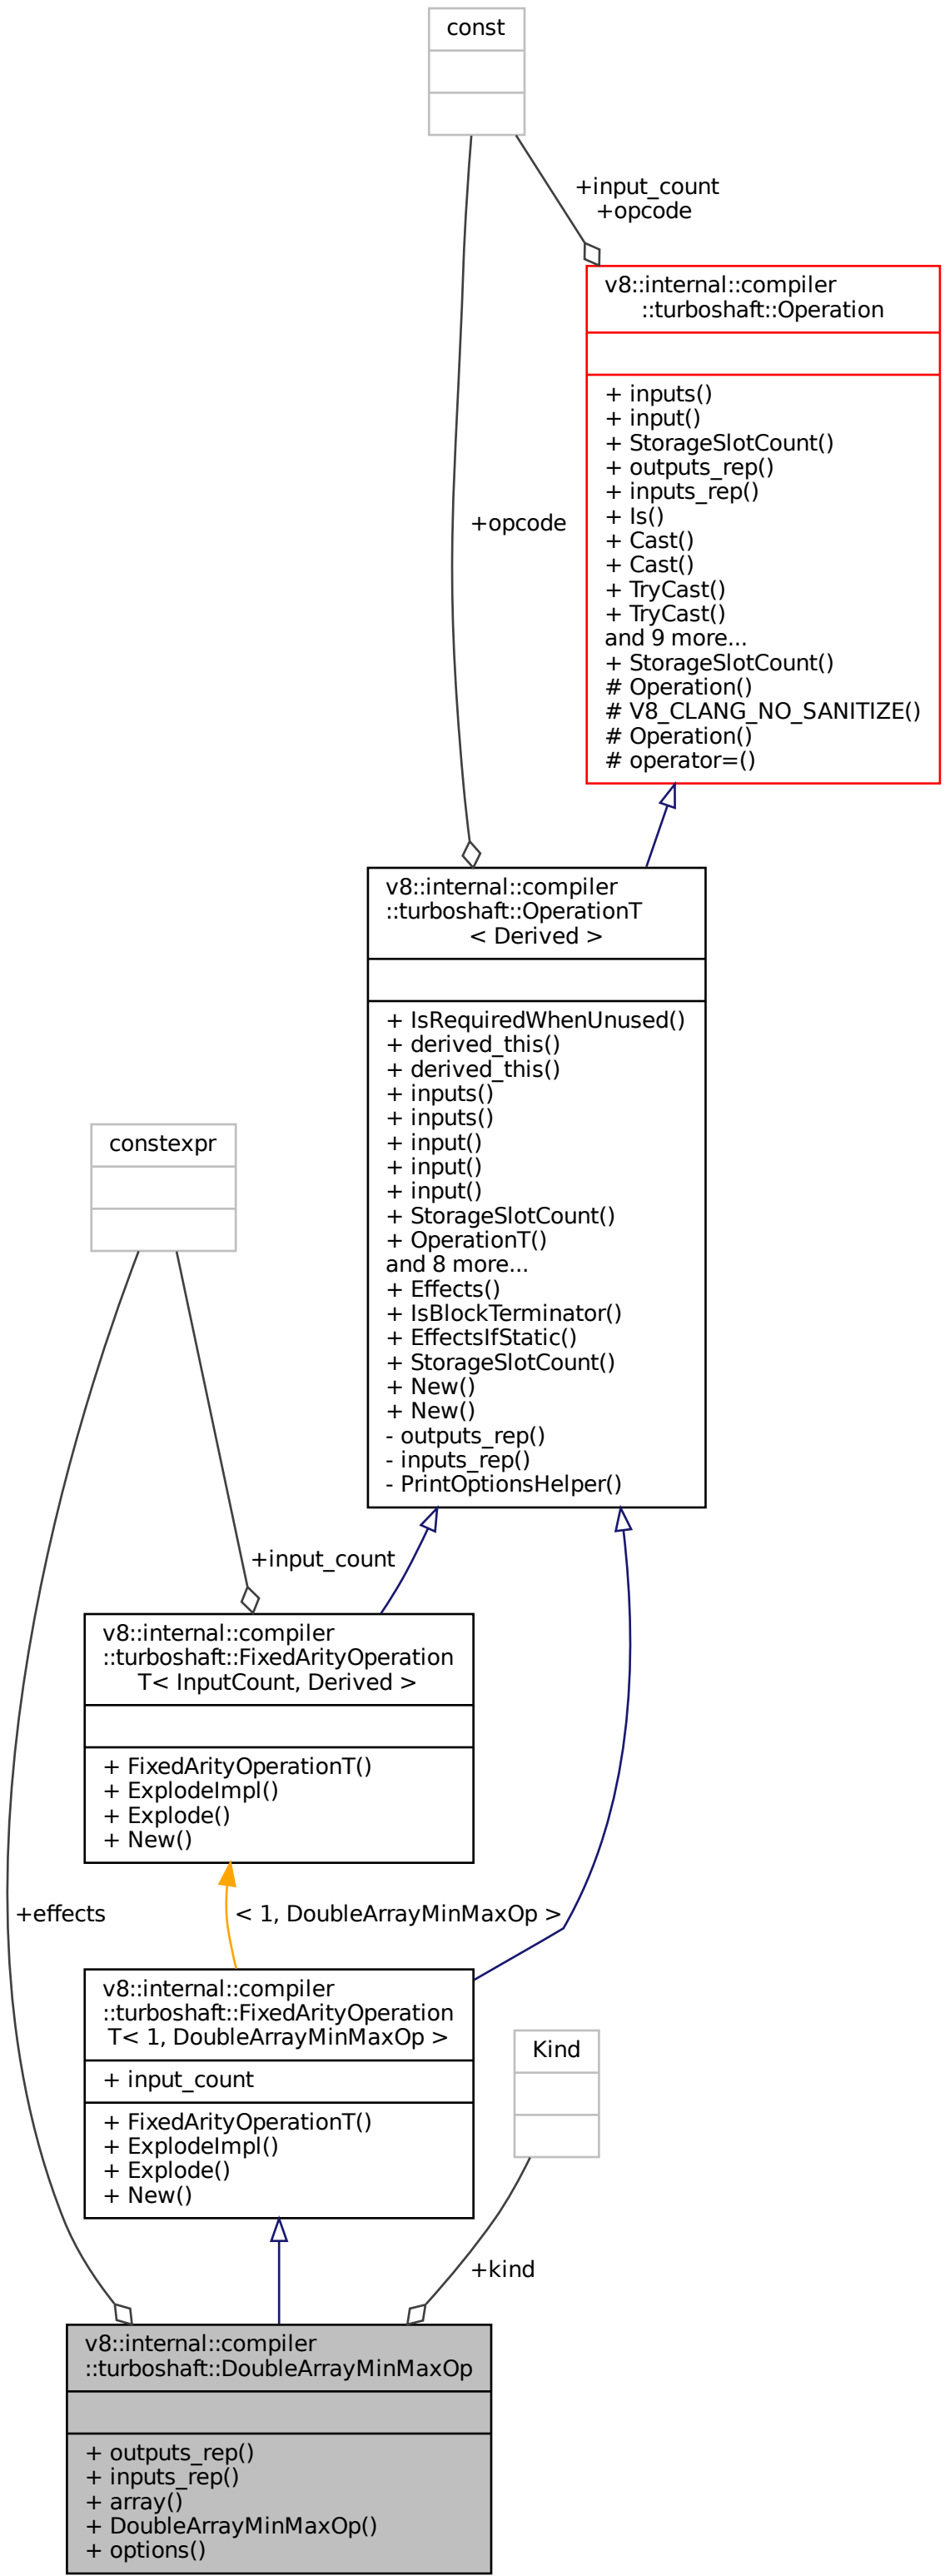 const
+input_count
+opcode
v8::internal::compiler
::turboshaft::Operation
+ inputs()
+ input()
+ StorageSlotCount()
+ outputs_rep()
+ inputs_rep()
+ Is()
+ Cast()
+ Cast()
+ TryCast()
+ TryCast()
and 9 more...
+ StorageSlotCount()
# Operation()
# V8_CLANG_NO_SANITIZE()
# Operation()
# operator=()
+opcode
v8::internal::compiler
::turboshaft::OperationT
< Derived >
+ IsRequiredWhenUnused()
+ derived_this()
+ derived_this()
+ inputs()
+ inputs()
+ input()
+ input()
+ input()
+ StorageSlotCount()
+ OperationT()
and 8 more...
+ Effects()
+ IsBlockTerminator()
+ EffectsIfStatic()
+ StorageSlotCount()
+ New()
+ New()
- outputs_rep()
- inputs_rep()
- PrintOptionsHelper()
constexpr
+input_count
v8::internal::compiler
::turboshaft::FixedArityOperation
T< InputCount, Derived >
+ FixedArityOperationT()
+ ExplodeImpl()
+ Explode()
+ New()
+effects
< 1, DoubleArrayMinMaxOp >
v8::internal::compiler
::turboshaft::FixedArityOperation
T< 1, DoubleArrayMinMaxOp >
+ input_count
+ FixedArityOperationT()
+ ExplodeImpl()
+ Explode()
+ New()
Kind
+kind
v8::internal::compiler
::turboshaft::DoubleArrayMinMaxOp
+ outputs_rep()
+ inputs_rep()
+ array()
+ DoubleArrayMinMaxOp()
+ options()